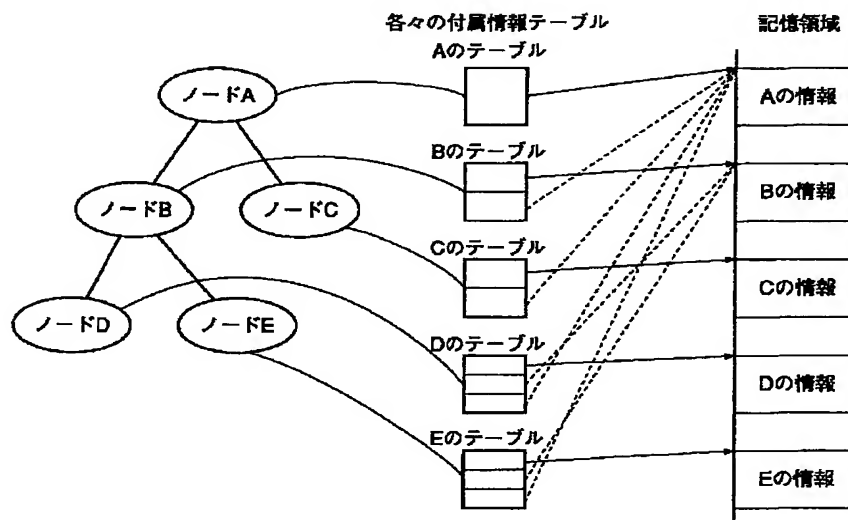 各々の付属情報テーブル
記憶領域
Aのテーブル
ノードA
Aの情報
Bのテーブル
ノードB
ノードC
Bの情報
Cのテーブル
Cの情報
ノードD
ノードE
Dのテーブル
Dの情報
Eのテーブル
Eの情報